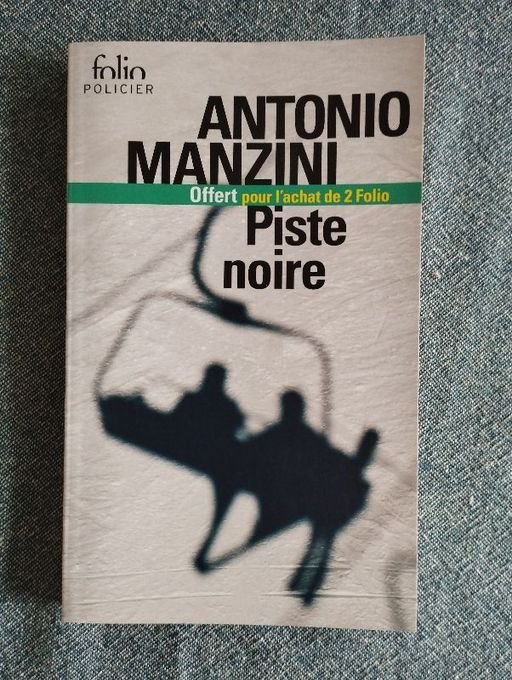 folio
POLICIER
ANTONIO
MANZINI
Offert pour l'achat de 2 Folio
Piste
noire